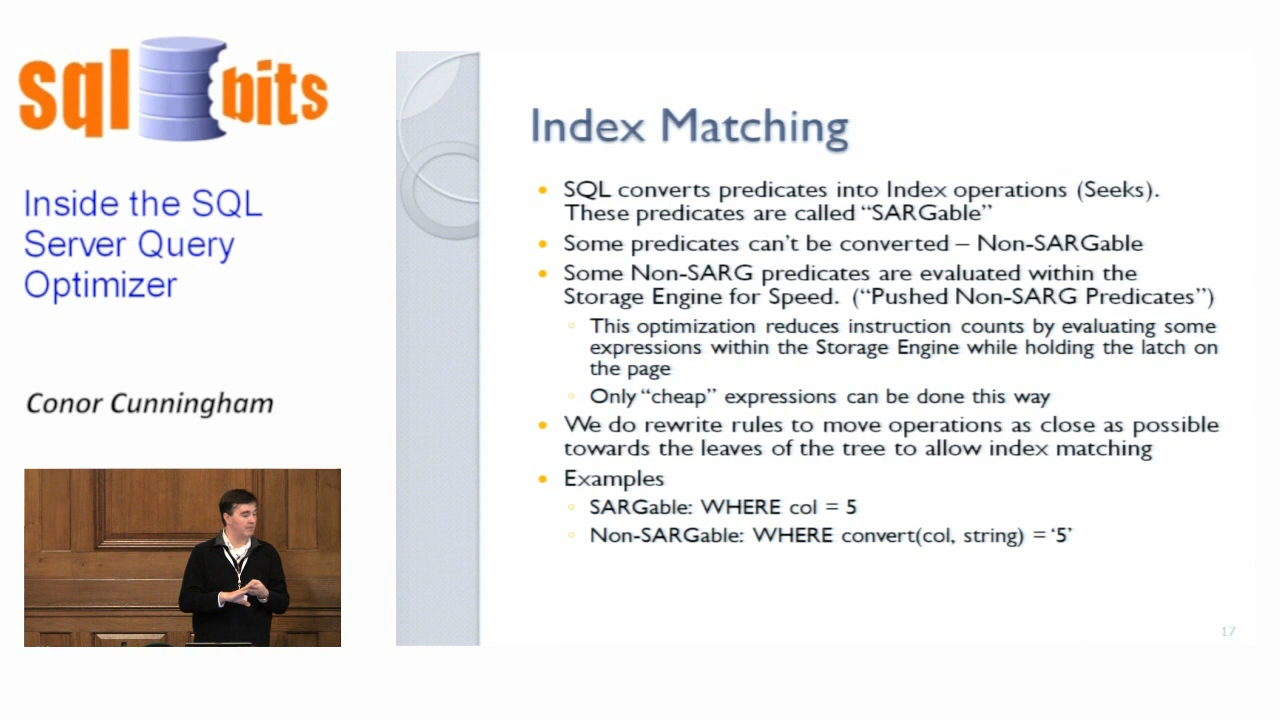 sql bits
Inside the SQL
Server Query
Optimizer
Conor Cunningham
Index Matching
SQL converts predicates into Index operations (Seeks).
These predicates are called “SARGable”
Some predicates can’t be converted – Non-SARGable
Some Non-SARG predicates are evaluated within the
Storage Engine for Speed. (“Pushed Non-SARG Predicates”)
This optimization reduces instruction counts by evaluating some
expressions within the Storage Engine while holding the latch on
the page
Only “cheap” expressions can be done this way
We do rewrite rules to move operations as close as possible
towards the leaves of the tree to allow index matching
Examples
SARGable: WHERE col = 5
Non-SARGable: WHERE convert(col, string) = ‘5’
17